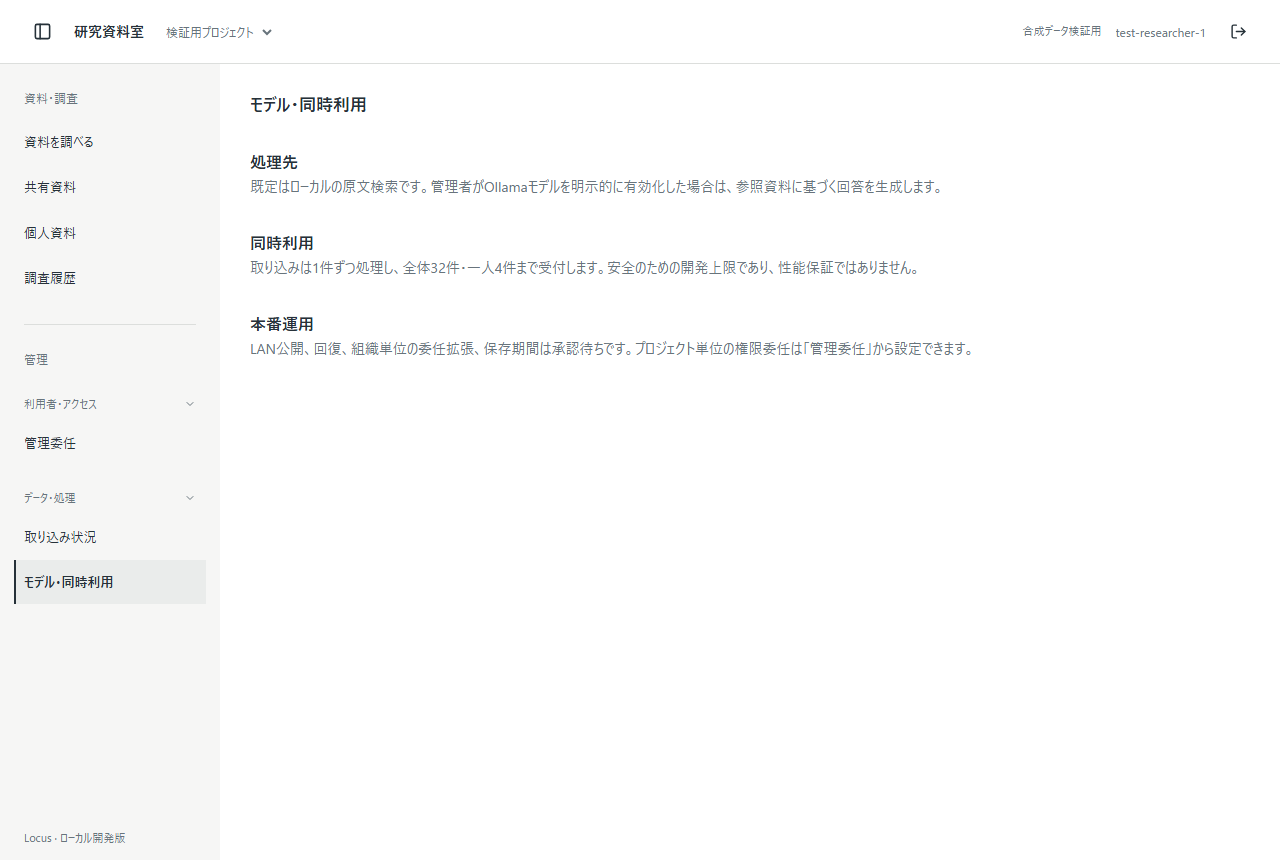 研究資料室
検証用プロジェクト
合成データ検証用
test-researcher-1
資料・調査
資料を調べる
共有資料
個人資料
調査履歴
管理
利用者・アクセス
管理委任
データ・処理
取り込み状況
モデル・同時利用
Locus · ローカル開発版
モデル・同時利用
処理先
既定はローカルの原文検索です。管理者がOllamaモデルを明示的に有効化した場合は、参照資料に基づく回答を生成します。
同時利用
取り込みは1件ずつ処理し、全体32件・一人4件まで受付します。安全のための開発上限であり、性能保証ではありません。
本番運用
LAN公開、回復、組織単位の委任拡張、保存期間は承認待ちです。プロジェクト単位の権限委任は「管理委任」から設定できます。